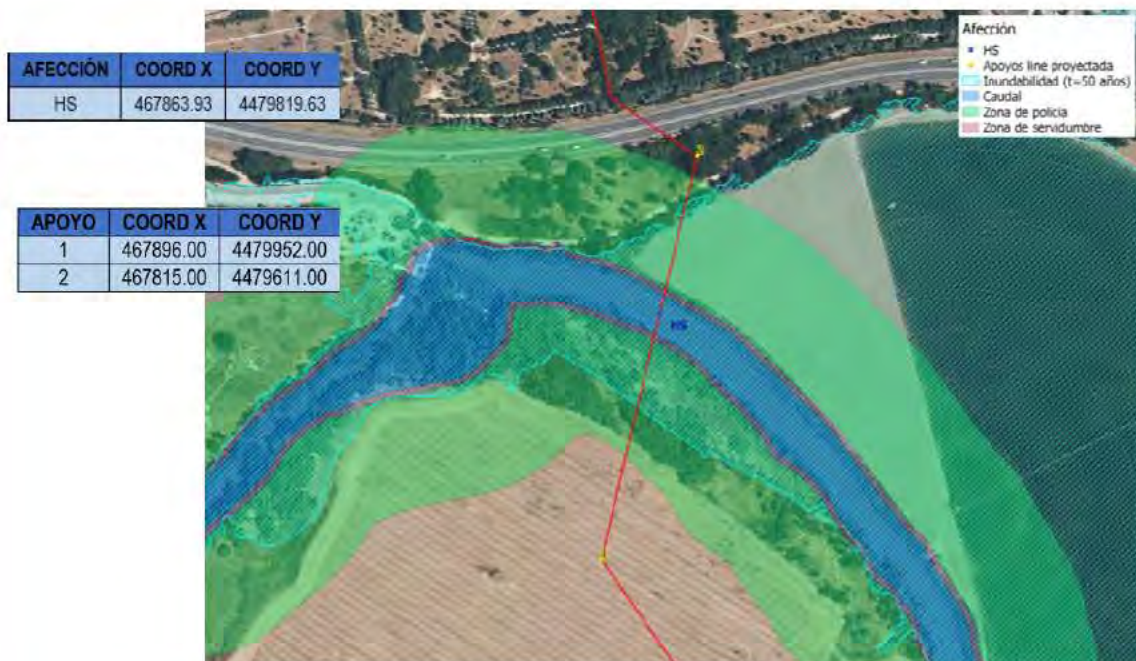 AFECCIÓN COORD X COORD Y
HS 467863.93 4479819.63
APOYO COORD X COORD Y
1 467896.00 4479952.00
2 467815.00 4479611.00
Afección
HS
Apoyos line proyectada
Inundabilidad (t=50 años)
Caudal
Zona de policia
Zona de servidumbre
HS